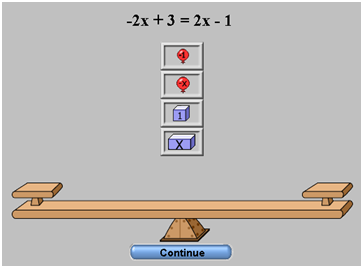 -2x + 3 = 2x - 1
-1
-X
1
X
Continue